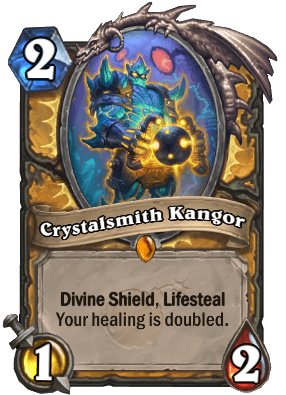 2
Crystalsmith Kangor
Divine Shield, Lifesteal
Your healing is doubled.
1
2